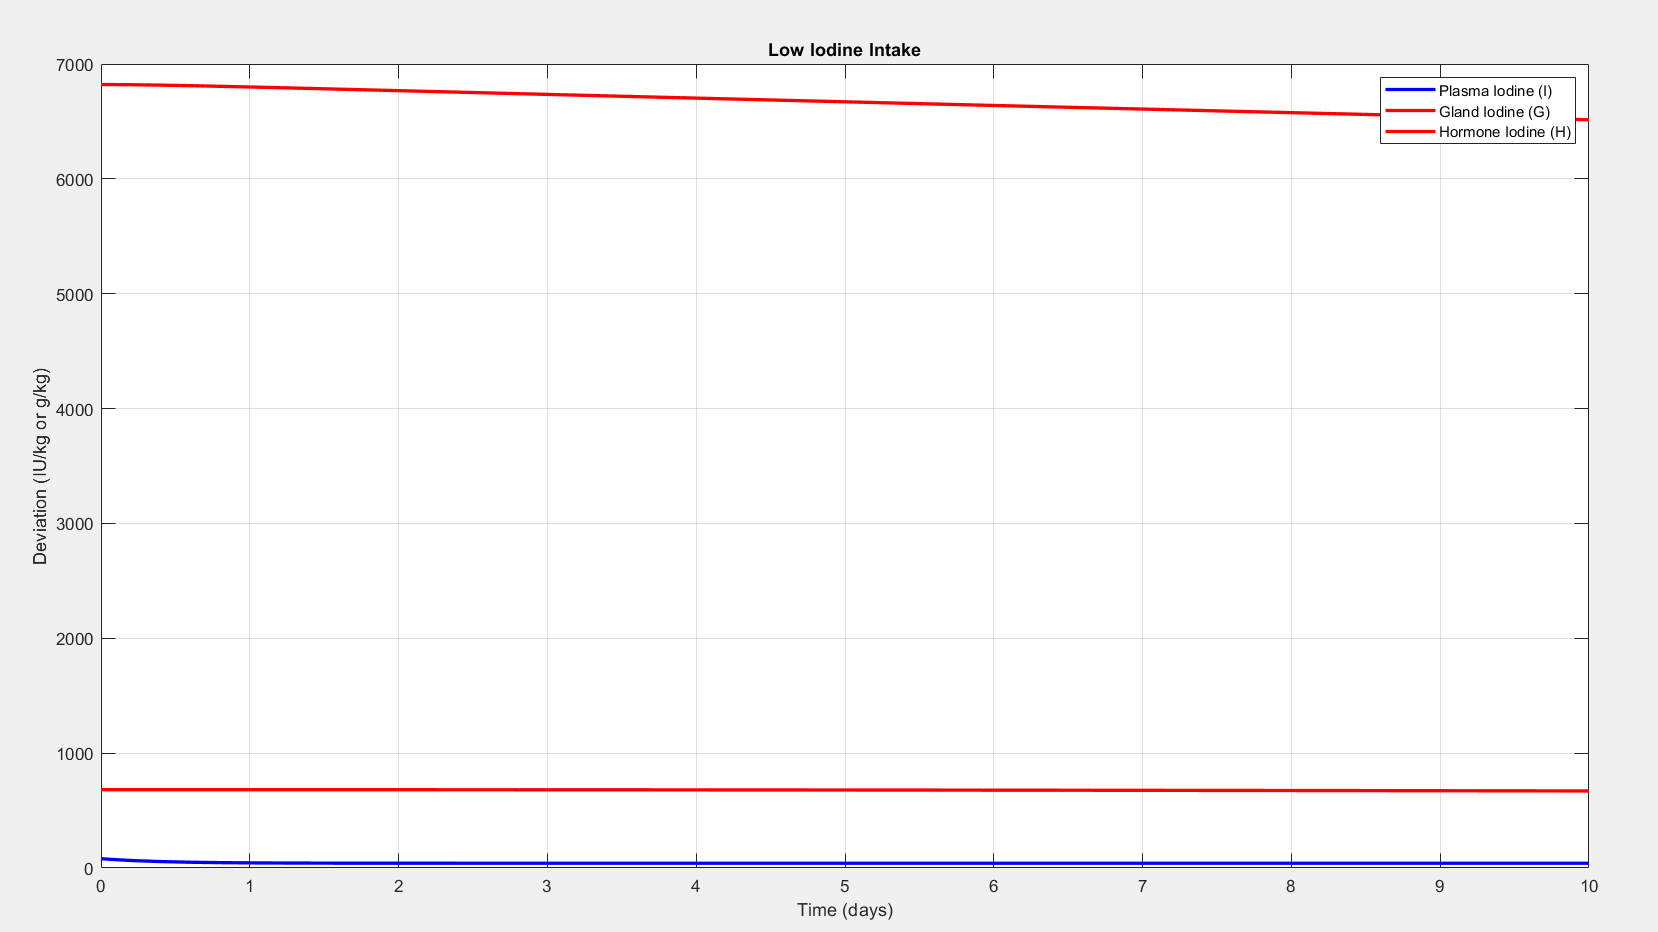 Low Iodine Intake
7000
6000
5000
4000
3000
2000
1000
0
Deviation (IU/kg or g/kg)
Plasma Iodine (I)
Gland Iodine (G)
Hormone Iodine (H)
0 1 2 3 4 5 6 7 8 9 10
Time (days)